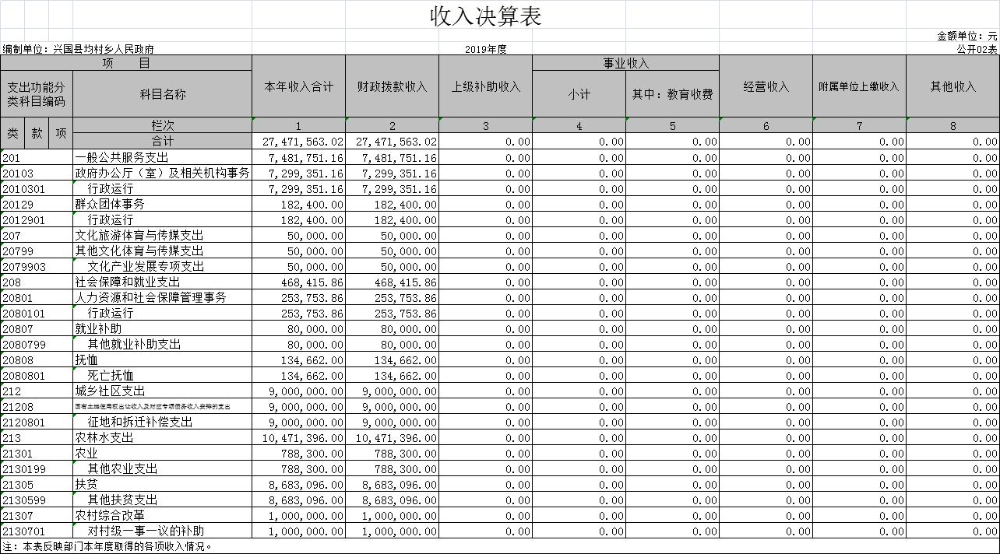 收入决算表
金额单位：元
编制单位：兴国县均村乡人民政府 2019年度 公开02表
项 目 本年收入合计 财政拨款收入 上级补助收入 事业收入 经营收入 附属单位上缴收入 其他收入
支出功能分类科目编码 科目名称 小计 其中：教育收费
类 款 项 栏次 1 2 3 4 5 6 7 8
合计 27,471,563.02 27,471,563.02 0.00 0.00 0.00 0.00 0.00 0.00
201 一般公共服务支出 7,481,751.16 7,481,751.16 0.00 0.00 0.00 0.00 0.00 0.00
20103 政府办公厅（室）及相关机构事务 7,299,351.16 7,299,351.16 0.00 0.00 0.00 0.00 0.00 0.00
2010301 行政运行 7,299,351.16 7,299,351.16 0.00 0.00 0.00 0.00 0.00 0.00
20129 群众团体事务 182,400.00 182,400.00 0.00 0.00 0.00 0.00 0.00 0.00
2012901 行政运行 182,400.00 182,400.00 0.00 0.00 0.00 0.00 0.00 0.00
207 文化旅游体育与传媒支出 50,000.00 50,000.00 0.00 0.00 0.00 0.00 0.00 0.00
20799 其他文化体育与传媒支出 50,000.00 50,000.00 0.00 0.00 0.00 0.00 0.00 0.00
2079903 文化产业发展专项支出 50,000.00 50,000.00 0.00 0.00 0.00 0.00 0.00 0.00
208 社会保障和就业支出 468,415.86 468,415.86 0.00 0.00 0.00 0.00 0.00 0.00
20801 人力资源和社会保障管理事务 253,753.86 253,753.86 0.00 0.00 0.00 0.00 0.00 0.00
2080101 行政运行 253,753.86 253,753.86 0.00 0.00 0.00 0.00 0.00 0.00
20807 就业补助 80,000.00 80,000.00 0.00 0.00 0.00 0.00 0.00 0.00
2080799 其他就业补助支出 80,000.00 80,000.00 0.00 0.00 0.00 0.00 0.00 0.00
20808 抚恤 134,662.00 134,662.00 0.00 0.00 0.00 0.00 0.00 0.00
2080801 死亡抚恤 134,662.00 134,662.00 0.00 0.00 0.00 0.00 0.00 0.00
212 城乡社区支出 9,000,000.00 9,000,000.00 0.00 0.00 0.00 0.00 0.00 0.00
21208 国有土地使用权出让收入及对应专项债务收入安排的支出 9,000,000.00 9,000,000.00 0.00 0.00 0.00 0.00 0.00 0.00
2120801 征地和拆迁补偿支出 9,000,000.00 9,000,000.00 0.00 0.00 0.00 0.00 0.00 0.00
213 农林水支出 10,471,396.00 10,471,396.00 0.00 0.00 0.00 0.00 0.00 0.00
21301 农业 788,300.00 788,300.00 0.00 0.00 0.00 0.00 0.00 0.00
2130199 其他农业支出 788,300.00 788,300.00 0.00 0.00 0.00 0.00 0.00 0.00
21305 扶贫 8,683,096.00 8,683,096.00 0.00 0.00 0.00 0.00 0.00 0.00
2130599 其他扶贫支出 8,683,096.00 8,683,096.00 0.00 0.00 0.00 0.00 0.00 0.00
21307 农村综合改革 1,000,000.00 1,000,000.00 0.00 0.00 0.00 0.00 0.00 0.00
2130701 对村级一事一议的补助 1,000,000.00 1,000,000.00 0.00 0.00 0.00 0.00 0.00 0.00
注：本表反映部门本年度取得的各项收入情况。